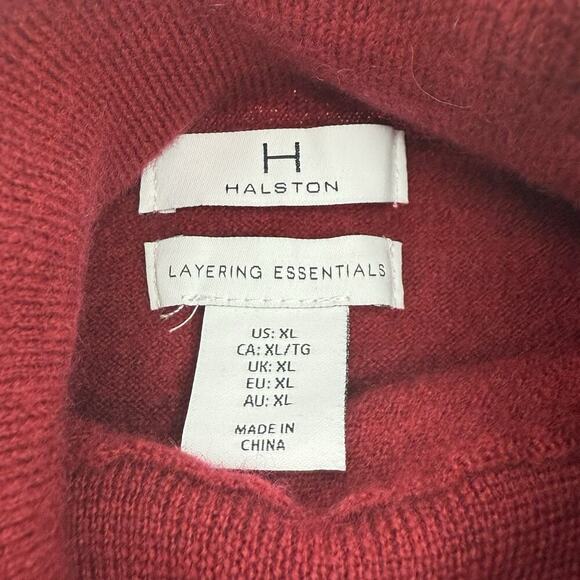 H
HALSTON
LAYERING ESSENTIALS
US: XL
CA: XL/TG
UK: XL
EU: XL
AU: XL
MADE IN
CHINA